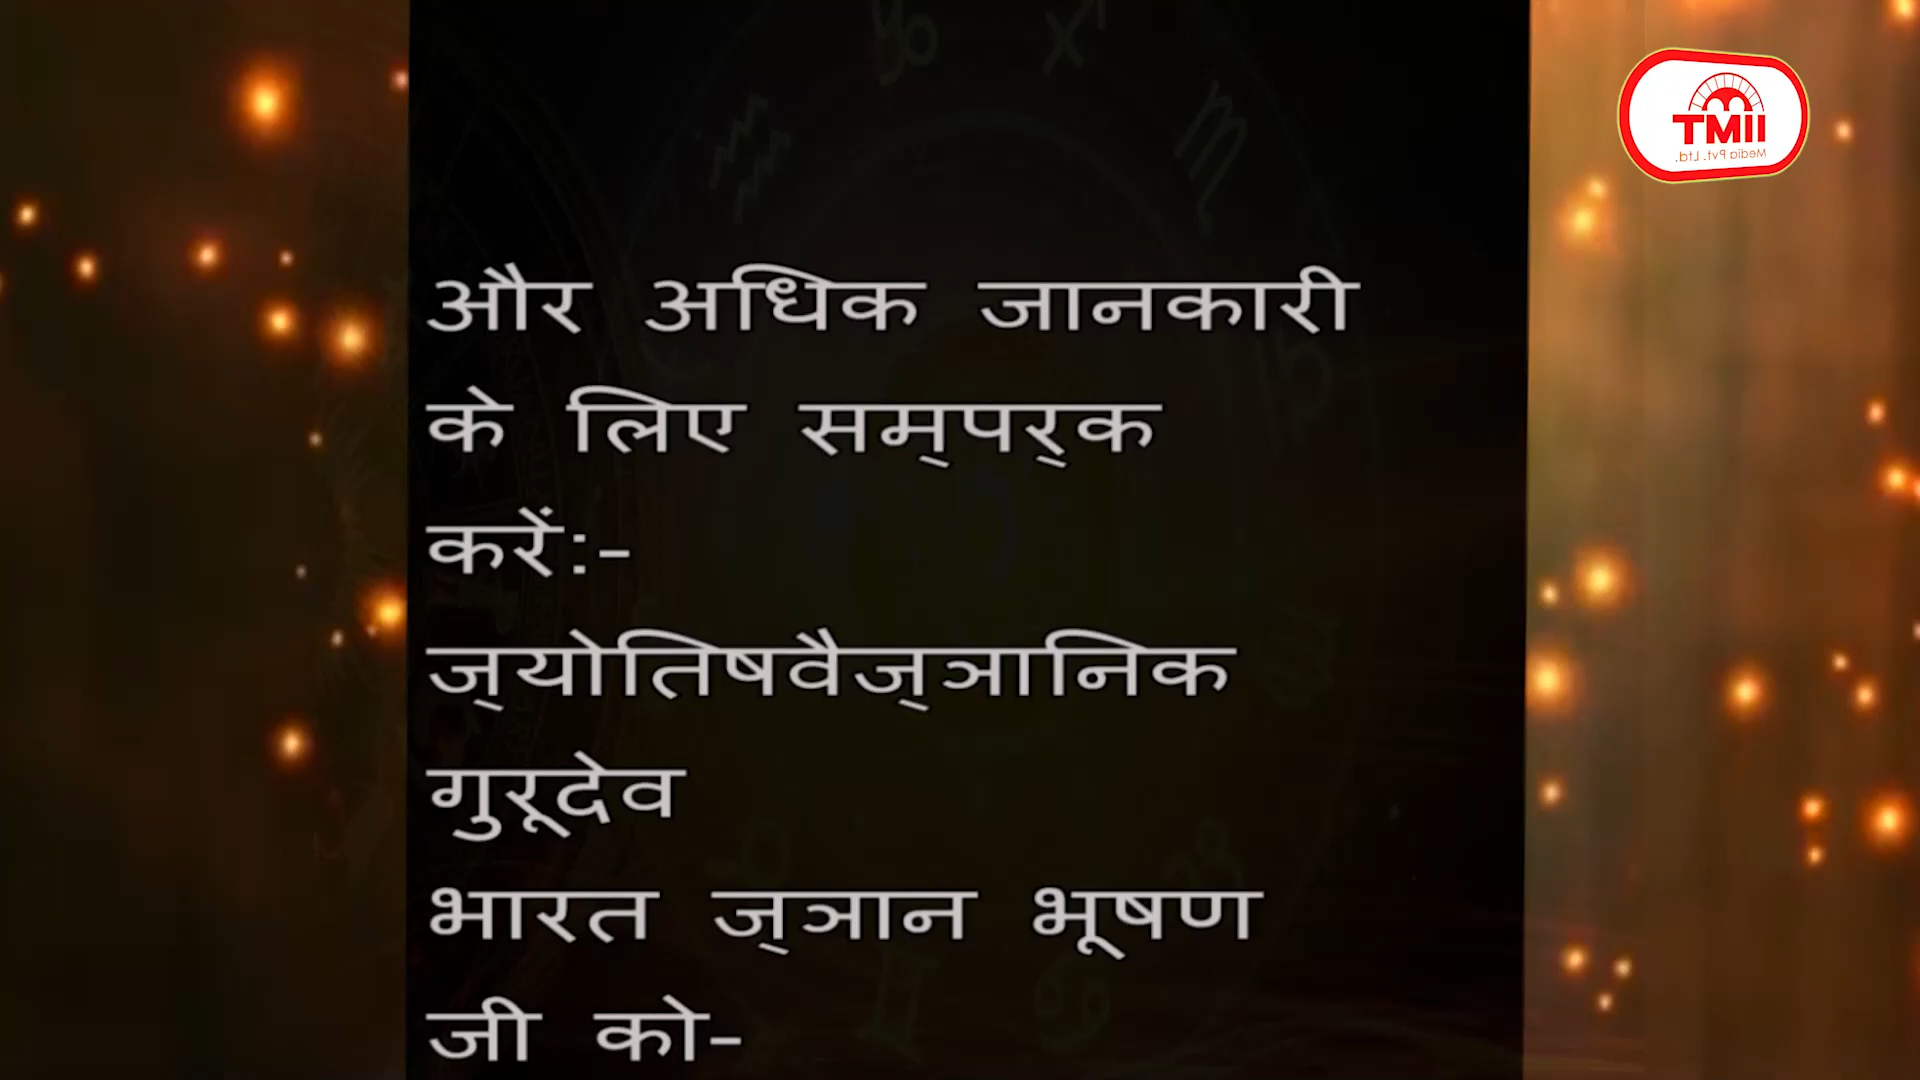 TMII
Media Pvt. Ltd.
और अधिक जानकारी
के लिए सम्‌पर्‌क
करें:-
ज्‌योतिषवैज्‌ञानिक
गुरूदेव
भारत ज्‌ञान भूषण
जी को-